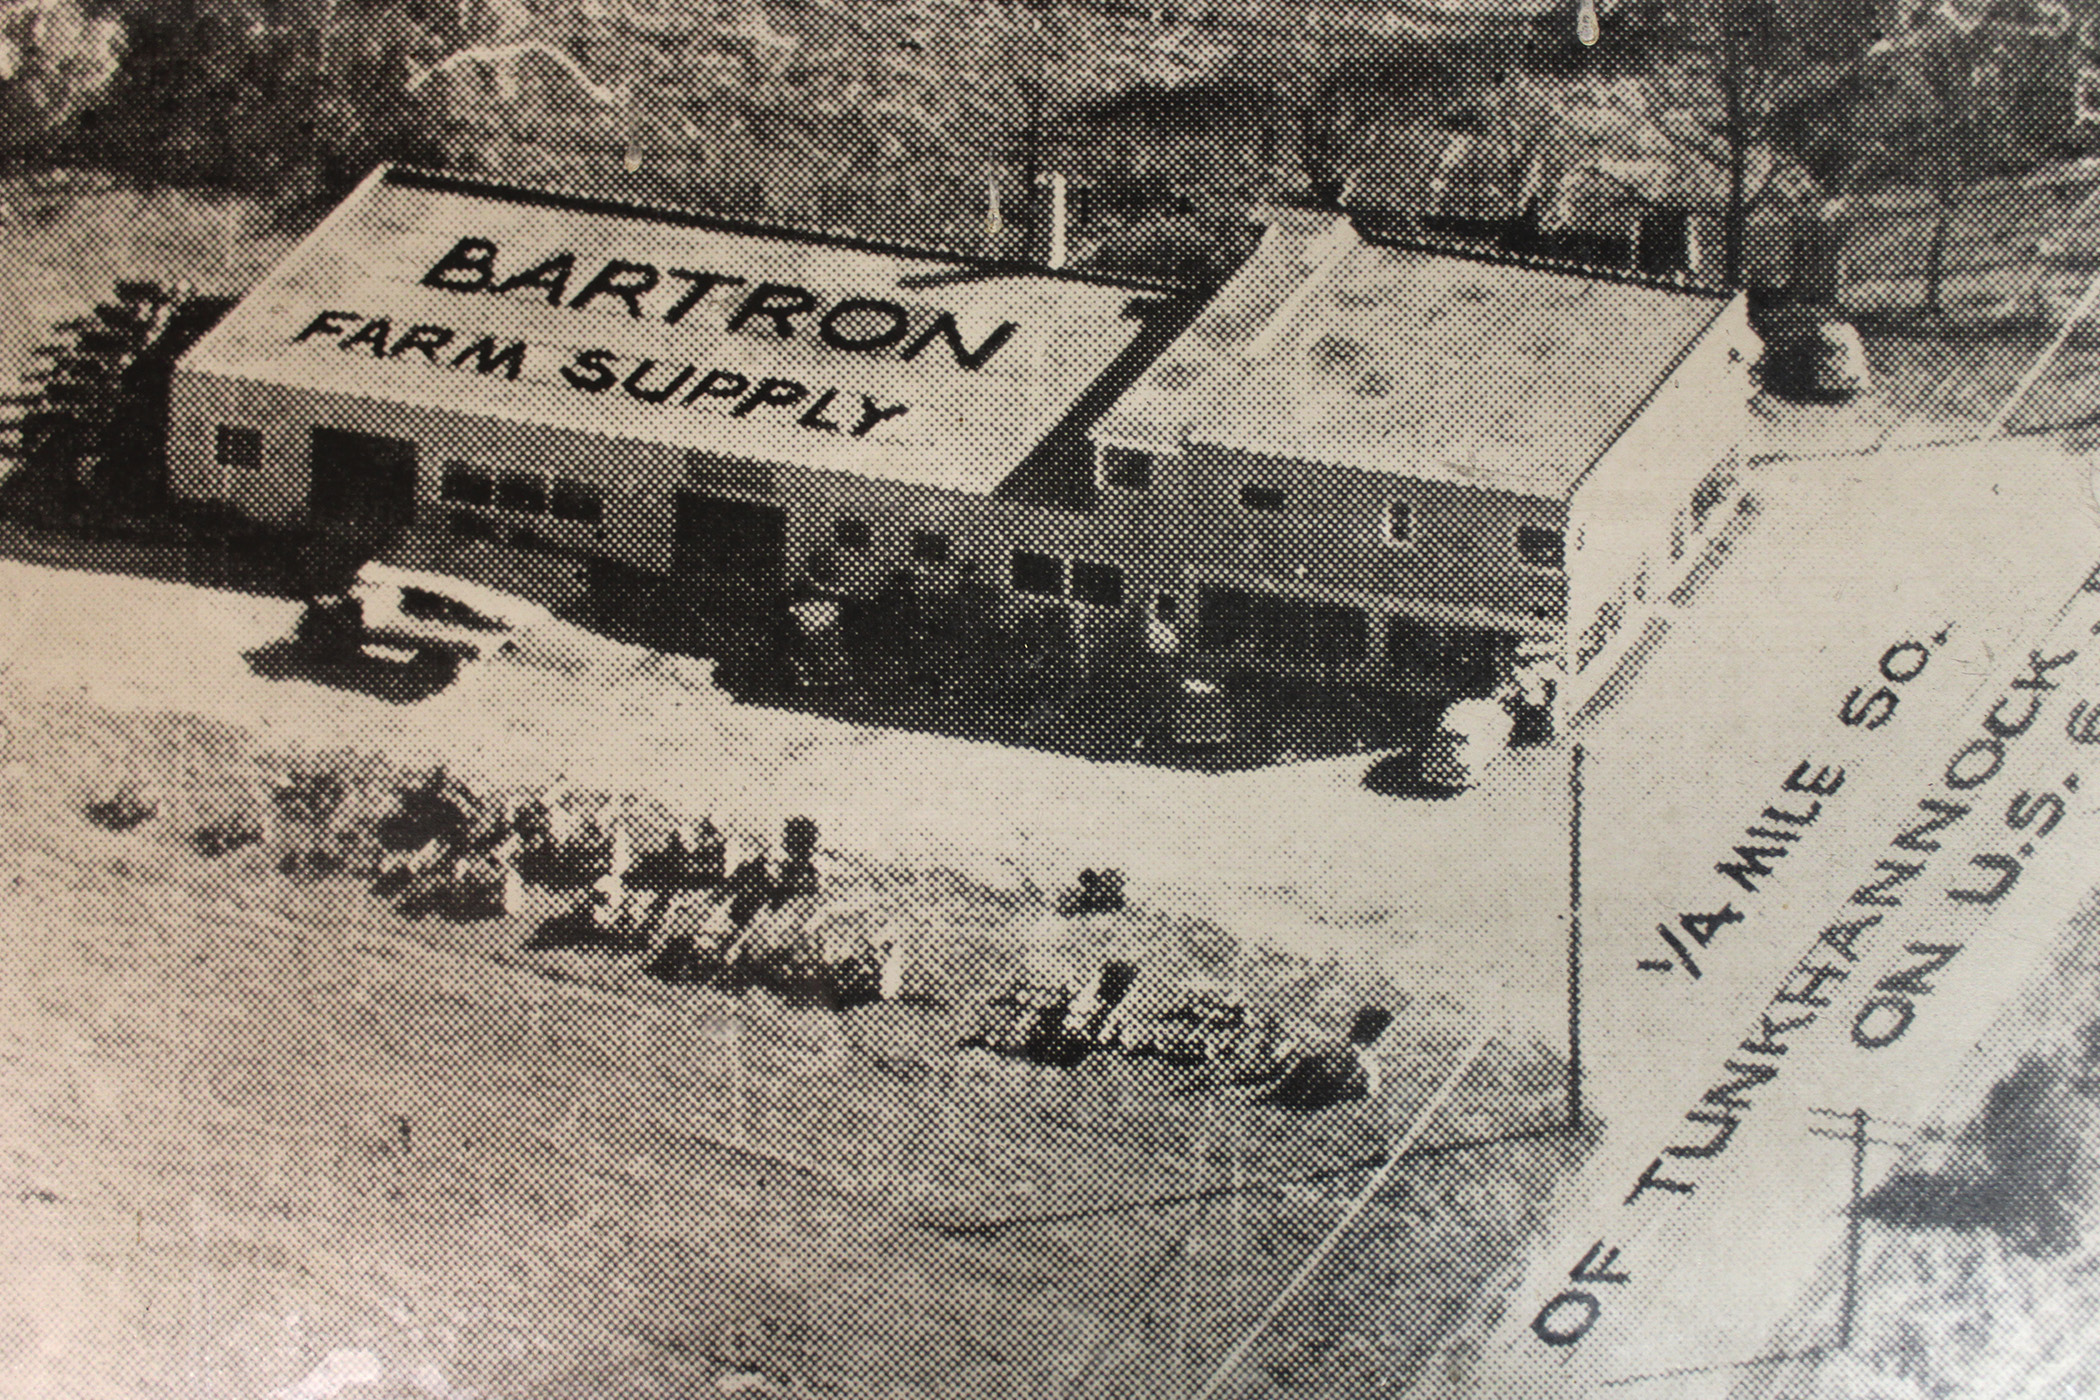 BARTRON
FARM SUPPLY
1/4 MILE SO.
OF TUNKHANNOCK
ON U.S.